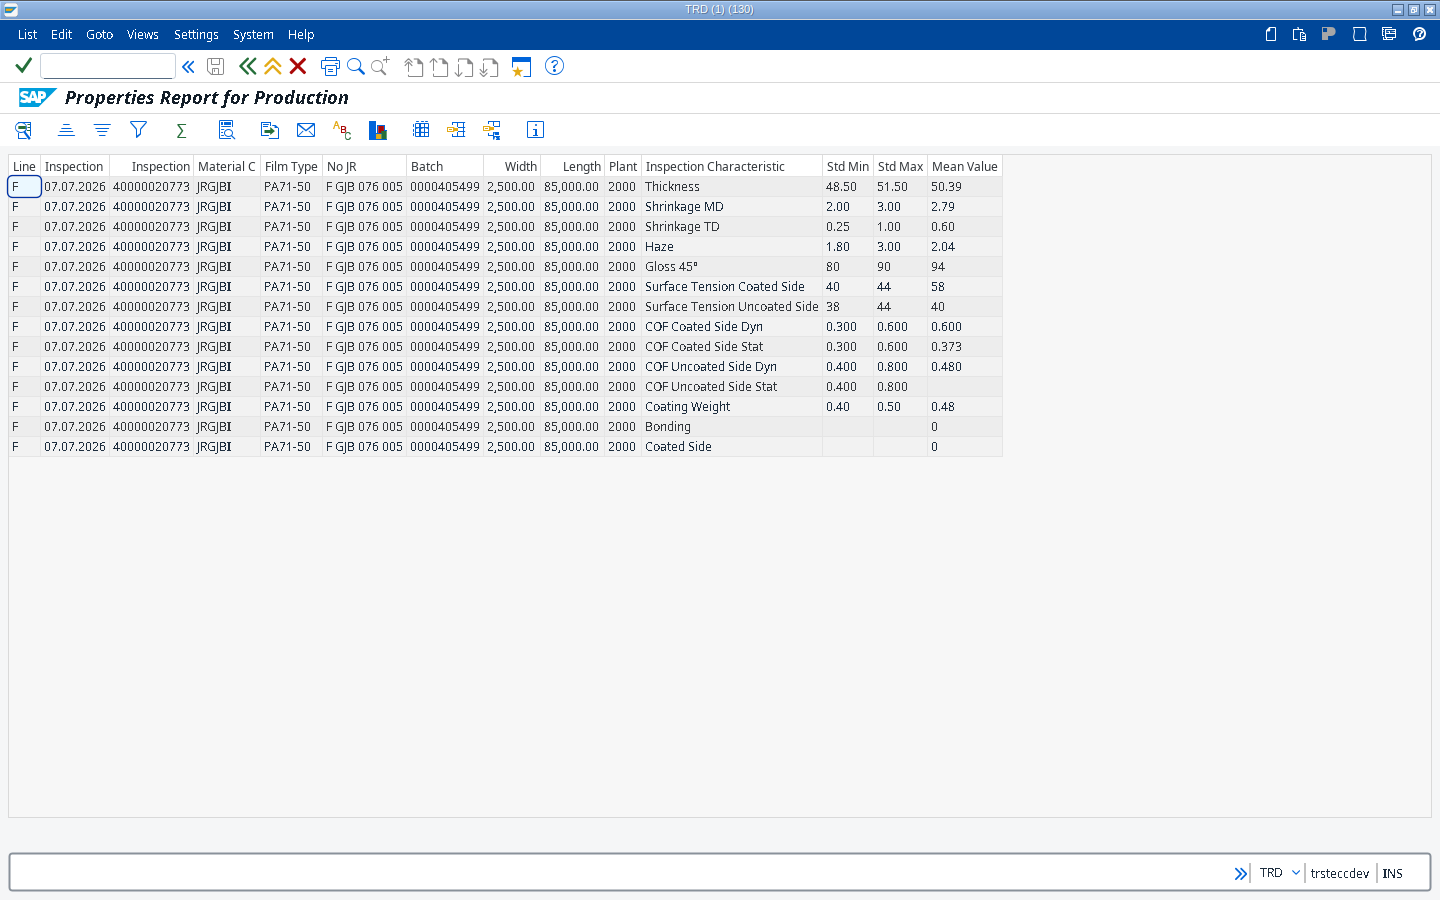 TRD (1) (130)
List Edit Goto Views Settings System Help
SAP Properties Report for Production
Line Inspection Inspection Material C Film Type No JR Batch Width Length Plant Inspection Characteristic Std Min Std Max Mean Value
F 07.07.2026 40000020773 JRGJBI PA71-50 F GJB 076 005 0000405499 2,500.00 85,000.00 2000 Thickness 48.50 51.50 50.39
F 07.07.2026 40000020773 JRGJBI PA71-50 F GJB 076 005 0000405499 2,500.00 85,000.00 2000 Shrinkage MD 2.00 3.00 2.79
F 07.07.2026 40000020773 JRGJBI PA71-50 F GJB 076 005 0000405499 2,500.00 85,000.00 2000 Shrinkage TD 0.25 1.00 0.60
F 07.07.2026 40000020773 JRGJBI PA71-50 F GJB 076 005 0000405499 2,500.00 85,000.00 2000 Haze 1.80 3.00 2.04
F 07.07.2026 40000020773 JRGJBI PA71-50 F GJB 076 005 0000405499 2,500.00 85,000.00 2000 Gloss 45° 80 90 94
F 07.07.2026 40000020773 JRGJBI PA71-50 F GJB 076 005 0000405499 2,500.00 85,000.00 2000 Surface Tension Coated Side 40 44 58
F 07.07.2026 40000020773 JRGJBI PA71-50 F GJB 076 005 0000405499 2,500.00 85,000.00 2000 Surface Tension Uncoated Side 38 44 40
F 07.07.2026 40000020773 JRGJBI PA71-50 F GJB 076 005 0000405499 2,500.00 85,000.00 2000 COF Coated Side Dyn 0.300 0.600 0.600
F 07.07.2026 40000020773 JRGJBI PA71-50 F GJB 076 005 0000405499 2,500.00 85,000.00 2000 COF Coated Side Stat 0.300 0.600 0.373
F 07.07.2026 40000020773 JRGJBI PA71-50 F GJB 076 005 0000405499 2,500.00 85,000.00 2000 COF Uncoated Side Dyn 0.400 0.800 0.480
F 07.07.2026 40000020773 JRGJBI PA71-50 F GJB 076 005 0000405499 2,500.00 85,000.00 2000 COF Uncoated Side Stat 0.400 0.800
F 07.07.2026 40000020773 JRGJBI PA71-50 F GJB 076 005 0000405499 2,500.00 85,000.00 2000 Coating Weight 0.40 0.50 0.48
F 07.07.2026 40000020773 JRGJBI PA71-50 F GJB 076 005 0000405499 2,500.00 85,000.00 2000 Bonding 0
F 07.07.2026 40000020773 JRGJBI PA71-50 F GJB 076 005 0000405499 2,500.00 85,000.00 2000 Coated Side 0
TRD trsteccdev INS